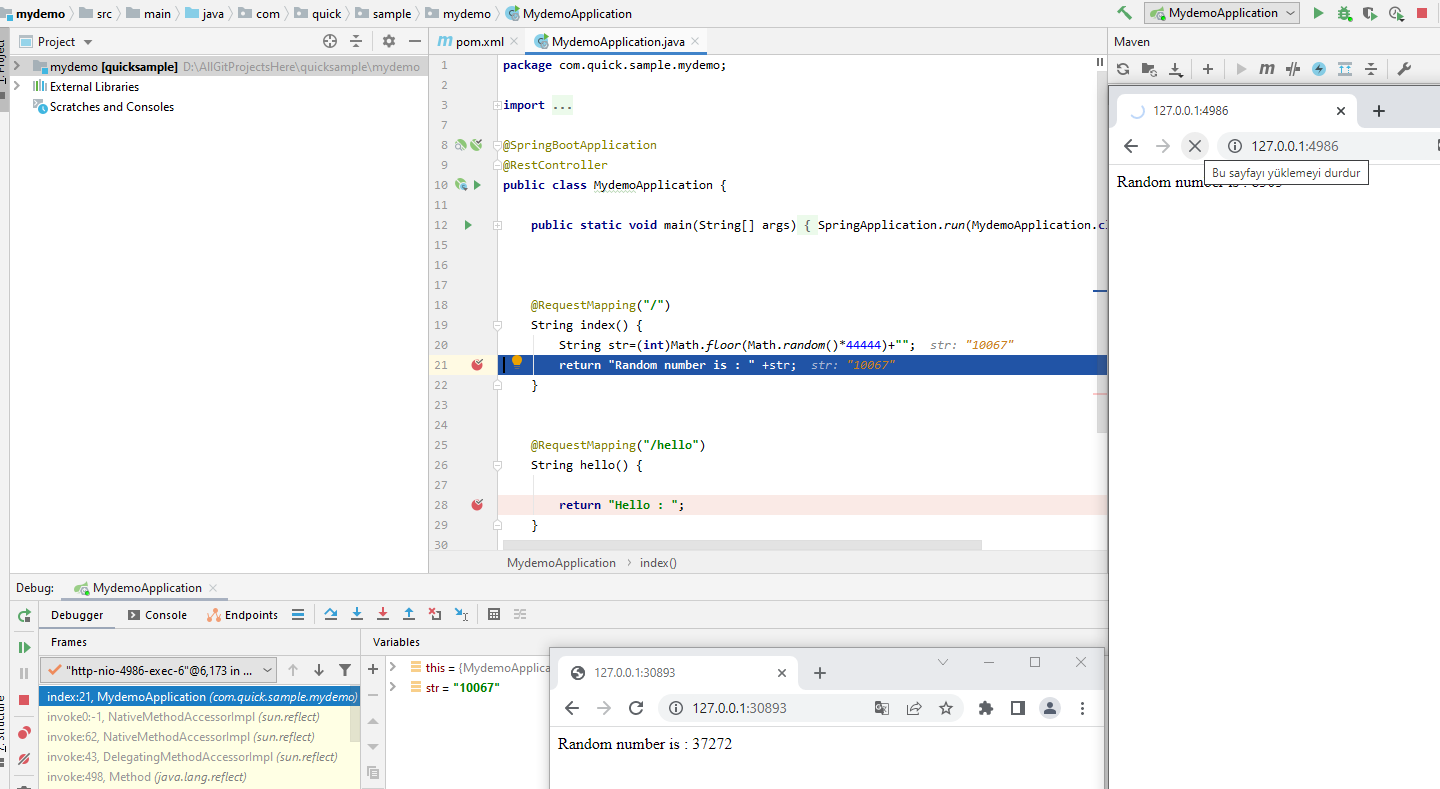 mydemo src main java com quick sample mydemo MydemoApplication
MydemoApplication
Project
mydemo [quicksample] D:\AllGitProjectsHere\quicksample\mydemo
External Libraries
Scratches and Consoles
pom.xml
MydemoApplication.java
1 package com.quick.sample.mydemo;
2
3 import ...
7
8 @SpringBootApplication
9 @RestController
10 public class MydemoApplication {
11
12 public static void main(String[] args) { SpringApplication.run(MydemoApplication.cl
15
16
17
18 @RequestMapping("/")
19 String index() {
20 String str=(int)Math.floor(Math.random()*44444)+""; str: "10067"
21 return "Random number is : " +str; str: "10067"
22 }
23
24
25 @RequestMapping("/hello")
26 String hello() {
27
28 return "Hello : ";
29 }
30
MydemoApplication index()
Maven
127.0.0.1:4986
127.0.0.1:4986
Bu sayfayı yüklemeyi durdur
Random number is :
Debug: MydemoApplication
Debugger Console Endpoints
Frames
"http-nio-4986-exec-6"@6,173 in ...
index:21, MydemoApplication (com.quick.sample.mydemo)
invoke0:-1, NativeMethodAccessorImpl (sun.reflect)
invoke:62, NativeMethodAccessorImpl (sun.reflect)
invoke:43, DelegatingMethodAccessorImpl (sun.reflect)
invoke:498, Method (java.lang.reflect)
Variables
this = {MydemoApplica
str = "10067"
127.0.0.1:30893
127.0.0.1:30893
Random number is : 37272